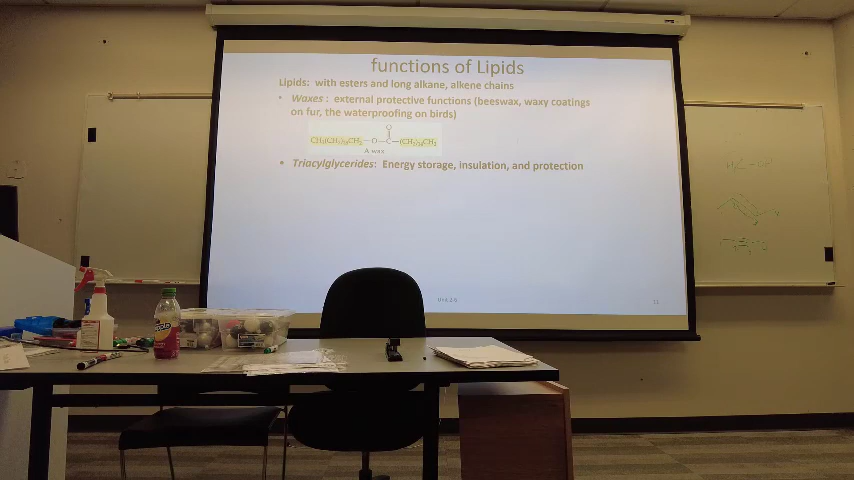 functions of Lipids
Lipids: with esters and long alkane, alkene chains
• Waxes : external protective functions (beeswax, waxy coatings
on fur, the waterproofing on birds)
O
A wax
• Triacylglycerides: Energy storage, insulation, and protection